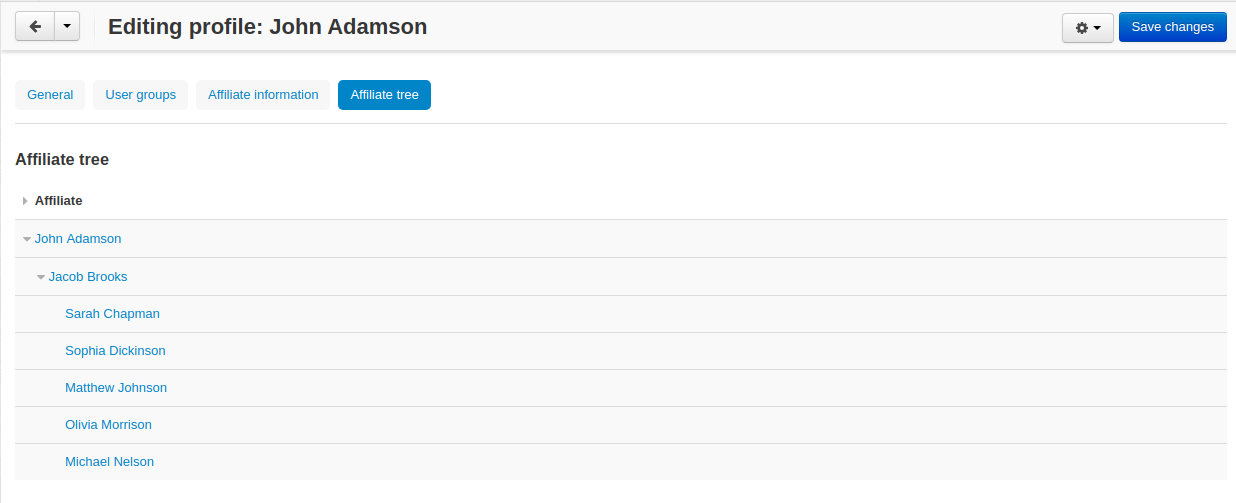 Editing profile: John Adamson
Save changes
General User groups Affiliate information Affiliate tree
Affiliate tree
Affiliate
John Adamson
Jacob Brooks
Sarah Chapman
Sophia Dickinson
Matthew Johnson
Olivia Morrison
Michael Nelson